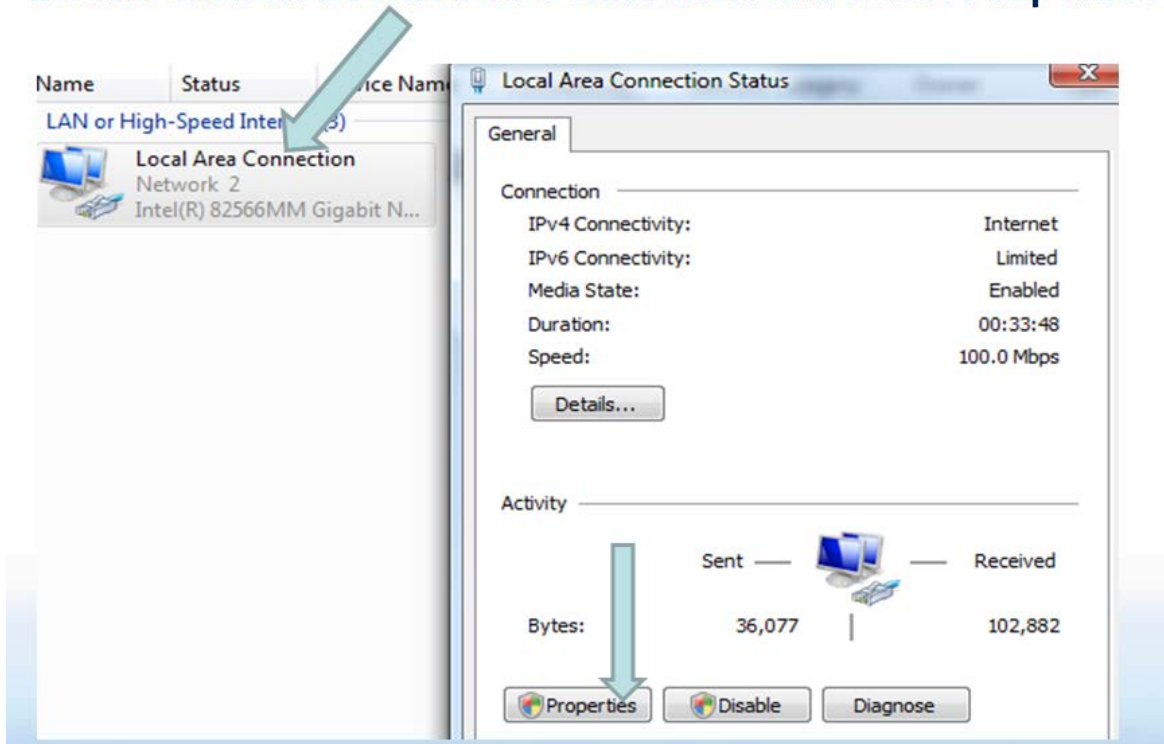 Name Status
LAN or High-Speed
Local Area Connection
Network 2
Intel(R) 82566MM Gigabit N...
Local Area Connection Status
General
Connection
IPv4 Connectivity: Internet
IPv6 Connectivity: Limited
Media State: Enabled
Duration: 00:33:48
Speed: 100.0 Mbps
Details...
Activity
Sent Received
Bytes: 36,077 102,882
Properties Disable Diagnose